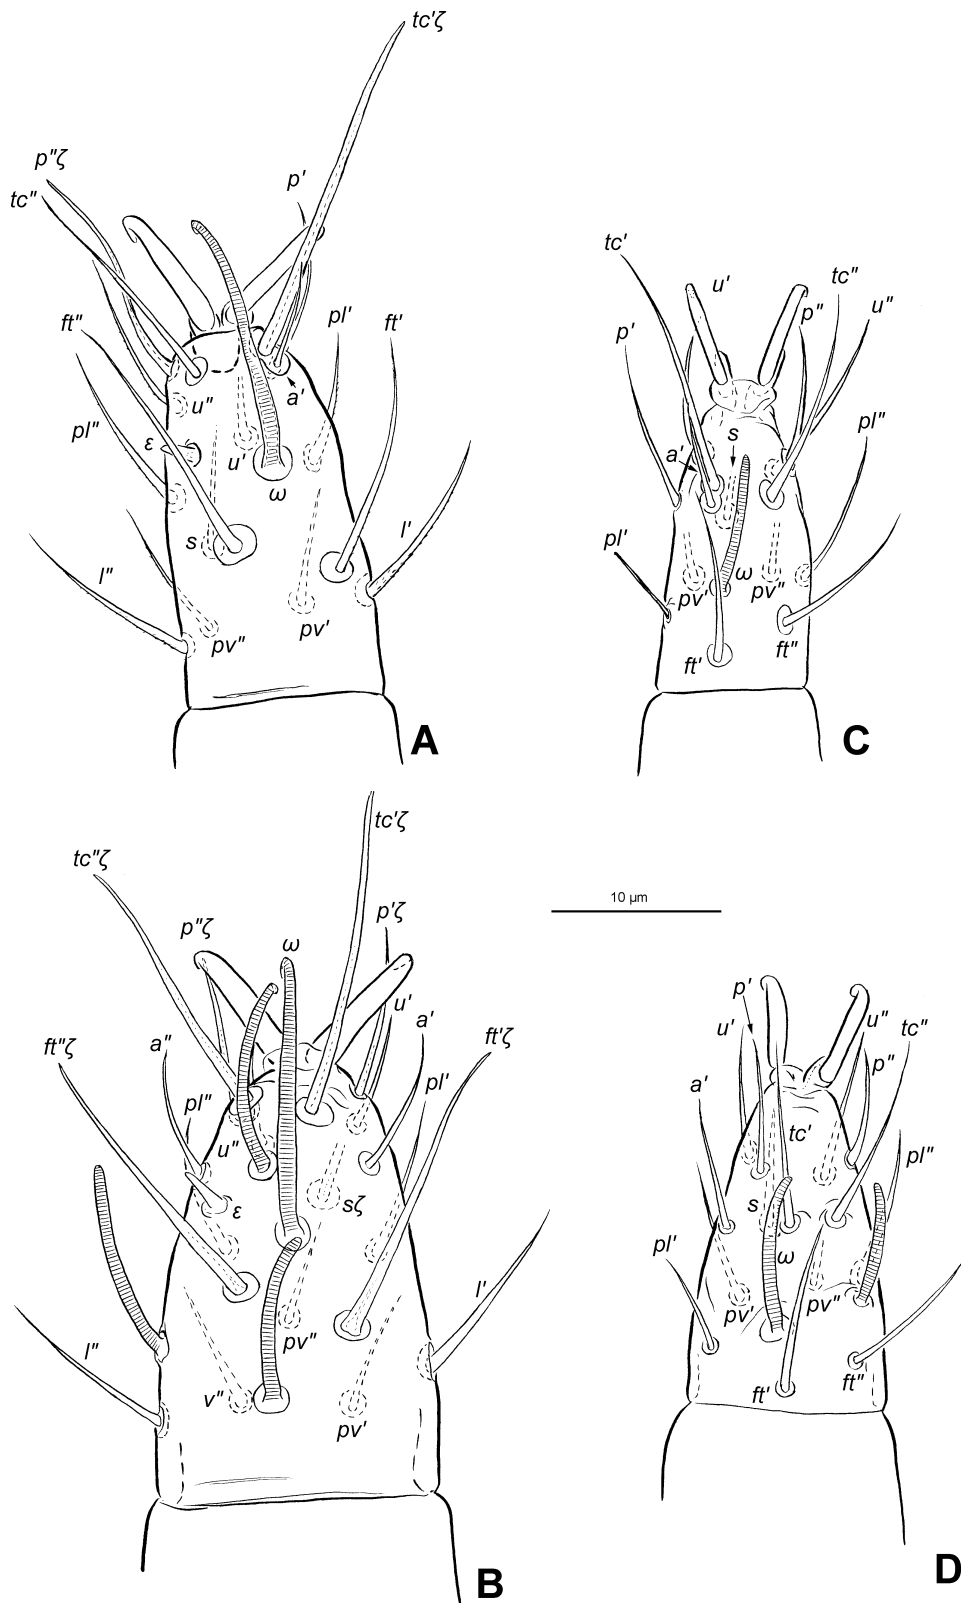 tc'ζ
p"ζ
tc"
p'
ft"
pl'
ft'
a'
u"
pl"
ε
u'
ω
s
l'
l"
pv"
pv'
A
tc'
u'
tc"
p'
p"
u"
s
a'
pl"
pl'
ω
pv'
pv"
ft'
ft"
C
tc'ζ
tc"ζ
p"ζ
ω
p'ζ
u'
a'
ft"ζ
a"
ft'ζ
pl'
pl"
u"
ε
sζ
l'
l"
pv"
v"
pv'
B
10 µm
p'
u'
u"
tc"
a'
p"
tc'
pl"
s
pl'
ω
pv'
pv"
ft'
ft"
D